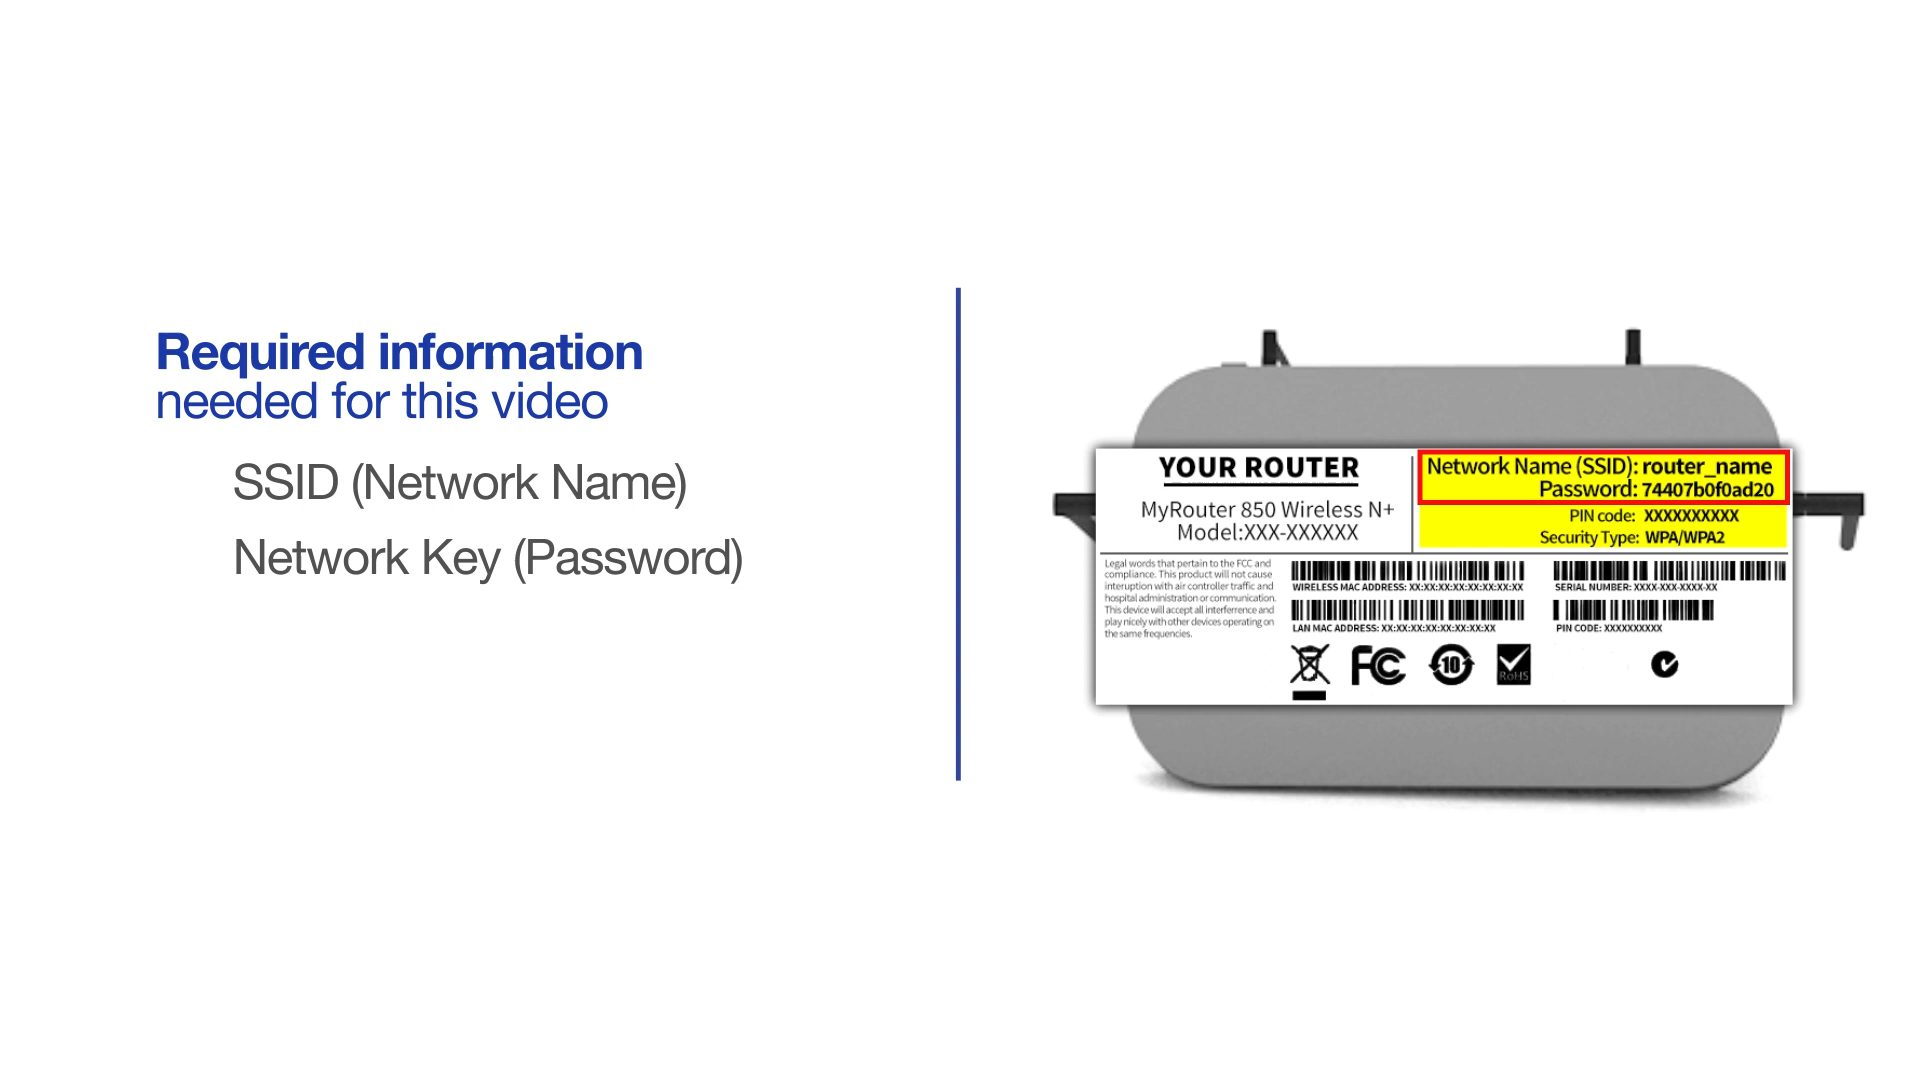 Required information
needed for this video
SSID (Network Name)
Network Key (Password)
YOUR ROUTER
MyRouter 850 Wireless N+
Model:XXX-XXXXXX
Network Name (SSID): router_name
Password: 74407b0f0ad20
PIN code: XXXXXXXXXX
Security Type: WPA/WPA2
Legal words that pertain to the FCC and
compliance. This product will not cause
interuption with air controller traffic and
hospital administration or communication.
This device will accept all interferrence and
play nicely with other devices operating on
the same frequencies.
WIRELESS MAC ADDRESS: XX:XX:XX:XX:XX:XX:XX:XX
SERIAL NUMBER: XXXX-XXX-XXXX-XX
LAN MAC ADDRESS: XX:XX:XX:XX:XX:XX:XX:XX
PIN CODE: XXXXXXXXXX
FC
10
RoHS